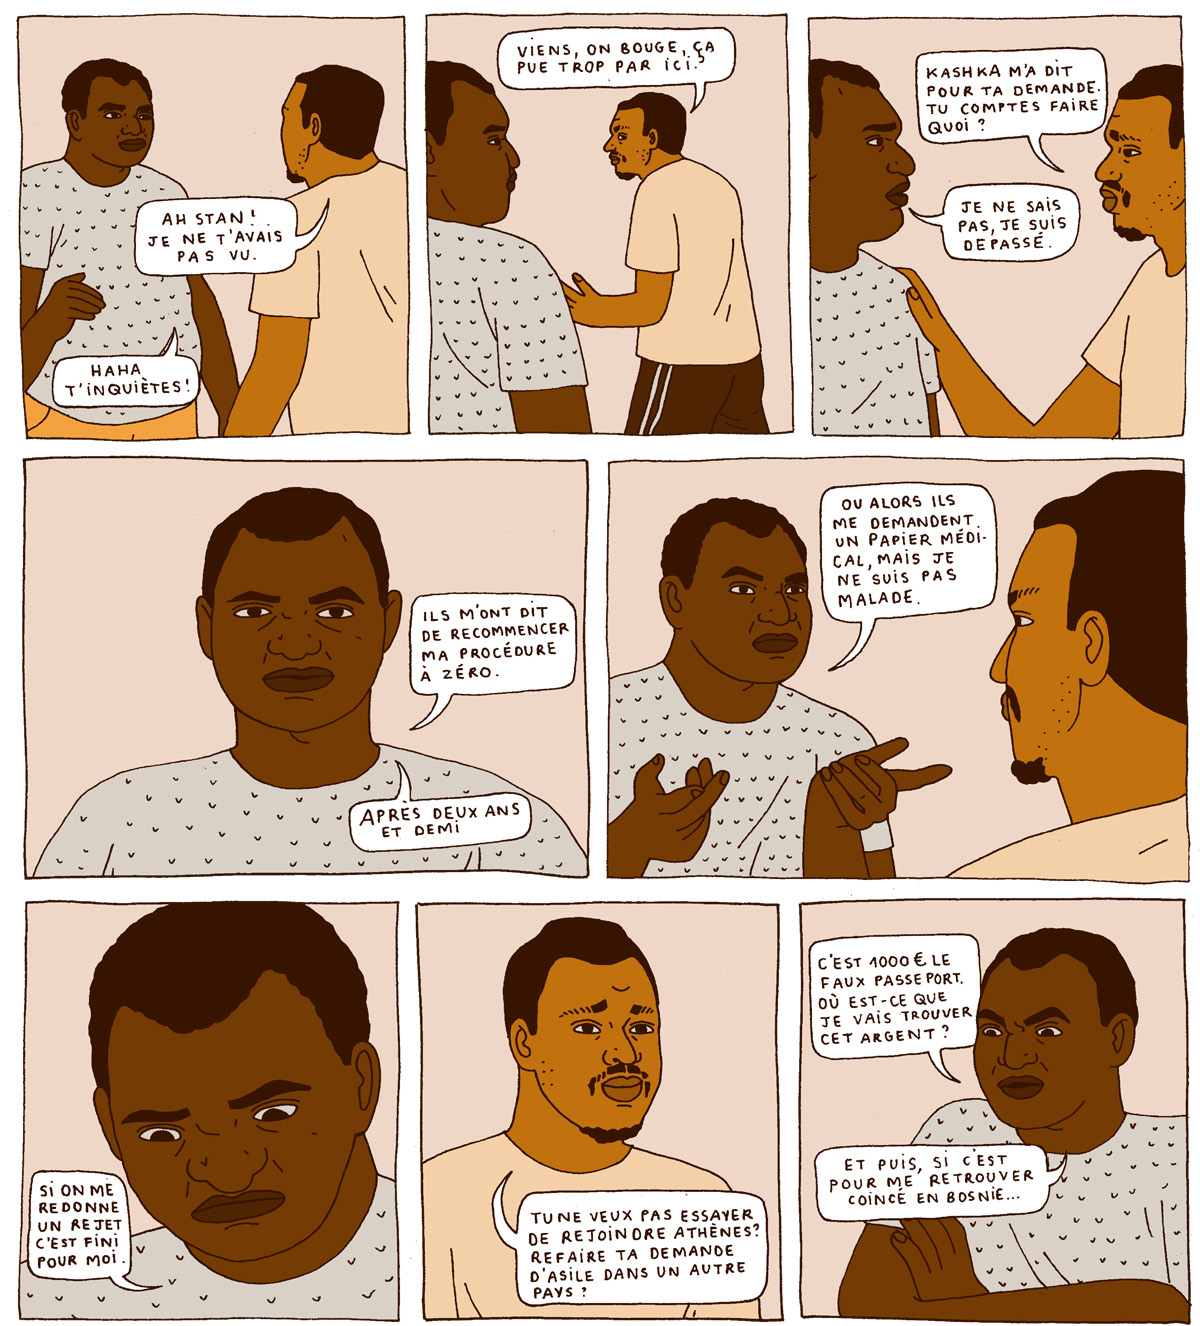 AH STAN!
JE NE T'AVAIS
PAS VU.
HAHA
T'INQUIÈTES!
VIENS, ON BOUGE, ÇA
PUE TROP PAR ICI.
KASHKA M'A DIT
POUR TA DEMANDE.
TU COMPTES FAIRE
QUOI ?
JE NE SAIS
PAS, JE SUIS
DÉPASSÉ.
ILS M'ONT DIT
DE RECOMMENCER
MA PROCÉDURE
À ZÉRO.
APRÈS DEUX ANS
ET DEMI
OU ALORS ILS
ME DEMANDENT
UN PAPIER MÉDI-
CAL, MAIS JE
NE SUIS PAS
MALADE.
SI ON ME
REDONNE
UN REJET
C'EST FINI
POUR MOI.
TU NE VEUX PAS ESSAYER
DE REJOINDRE ATHÈNES?
REFAIRE TA DEMANDE
D'ASILE DANS UN AUTRE
PAYS ?
C'EST 1000€ LE
FAUX PASSEPORT.
OÙ EST-CE QUE
JE VAIS TROUVER
CET ARGENT ?
ET PUIS, SI C'EST
POUR ME RETROUVER
COINCÉ EN BOSNIE...